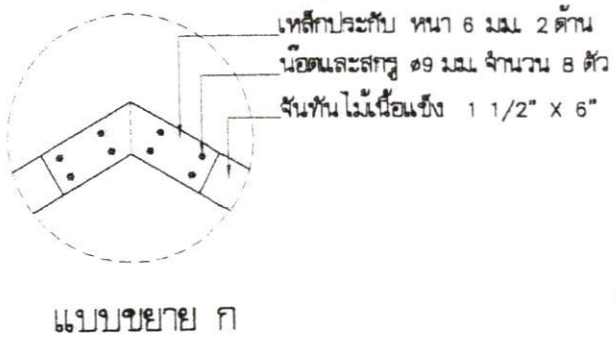 เหล็กประกับ หนา 6 มม. 2 ด้าน
น๊อตและสกรู ø9 มม. จำนวน 8 ตัว
จันทันไม้เนื้อแข็ง 1 1/2" X 6"
แบบขยาย ก